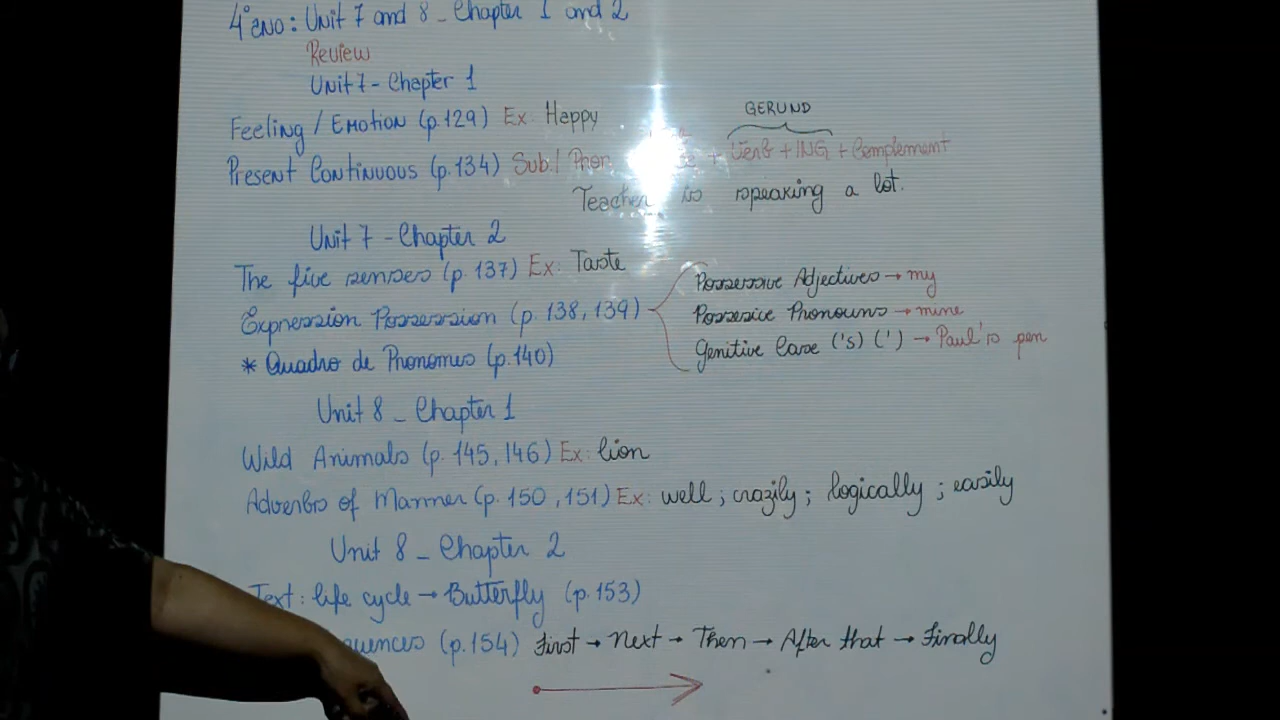 4º ano: Unit 7 and 8 - Chapter 1 and 2
Review
Unit 7 - Chapter 1
Feeling / Emotion (p. 129) Ex: Happy
GERUND
Present Continuous (p. 134) Sub. / Pron + Verb + ING + Complement
Teacher is speaking a lot.
Unit 7 - Chapter 2
The five senses (p. 137) Ex: Taste
Expression Possession (p. 138, 139)
Possessive Adjectives → my
Possesice Pronouns → mine
Genitive Case ('s) (') → Paul's pen
* Quadro de Pronomes (p. 140)
Unit 8 - Chapter 1
Wild Animals (p. 145, 146) Ex: lion
Adverbs of Manner (p. 150, 151) Ex: well ; crazily ; logically ; easily
Unit 8 - Chapter 2
Text: life cycle → Butterfly (p. 153)
quences (p. 154) First → Next → Then → After that → Finally